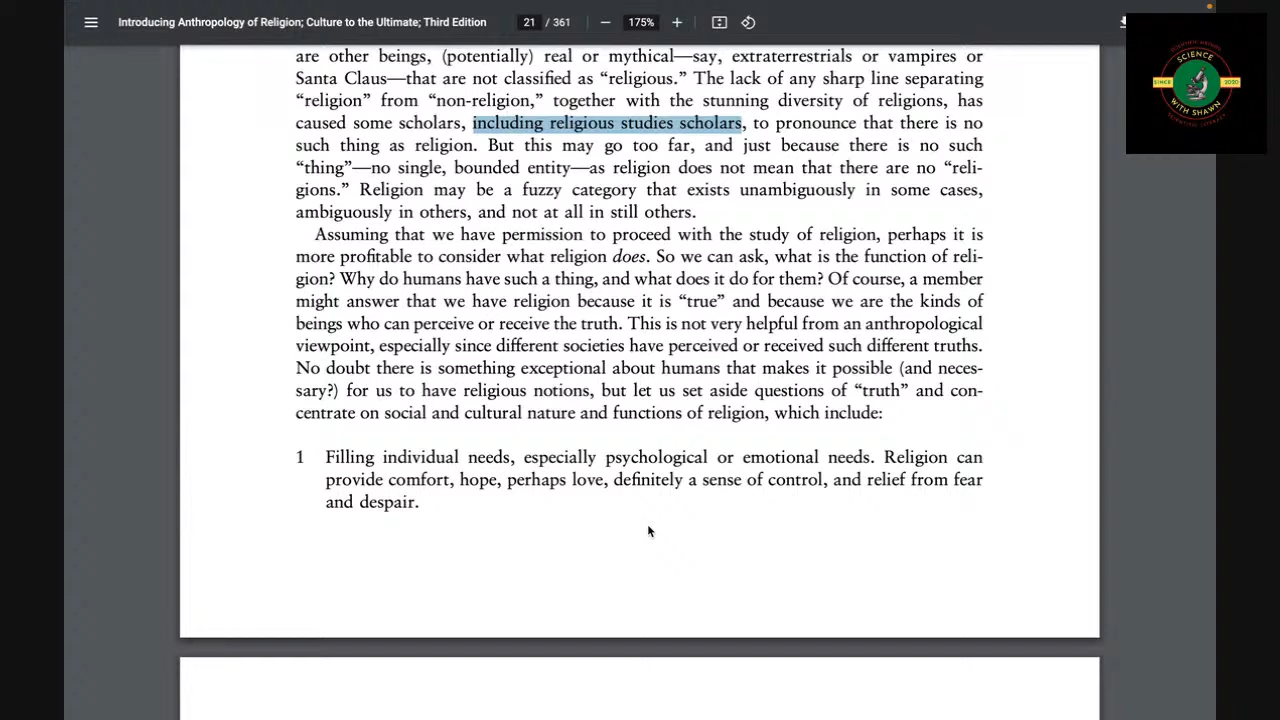 Introducing Anthropology of Religion; Culture to the Ultimate; Third Edition
21 / 361
175%
are other beings, (potentially) real or mythical—say, extraterrestrials or vampires or
Santa Claus—that are not classified as “religious.” The lack of any sharp line separating
“religion” from “non-religion,” together with the stunning diversity of religions, has
caused some scholars, including religious studies scholars, to pronounce that there is no
such thing as religion. But this may go too far, and just because there is no such
“thing”—no single, bounded entity—as religion does not mean that there are no “reli-
gions.” Religion may be a fuzzy category that exists unambiguously in some cases,
ambiguously in others, and not at all in still others.
Assuming that we have permission to proceed with the study of religion, perhaps it is
more profitable to consider what religion does. So we can ask, what is the function of reli-
gion? Why do humans have such a thing, and what does it do for them? Of course, a member
might answer that we have religion because it is “true” and because we are the kinds of
beings who can perceive or receive the truth. This is not very helpful from an anthropological
viewpoint, especially since different societies have perceived or received such different truths.
No doubt there is something exceptional about humans that makes it possible (and neces-
sary?) for us to have religious notions, but let us set aside questions of “truth” and con-
centrate on social and cultural nature and functions of religion, which include:
1 Filling individual needs, especially psychological or emotional needs. Religion can
provide comfort, hope, perhaps love, definitely a sense of control, and relief from fear
and despair.
SCIENCE
SINCE
2020
WITH SHAWN